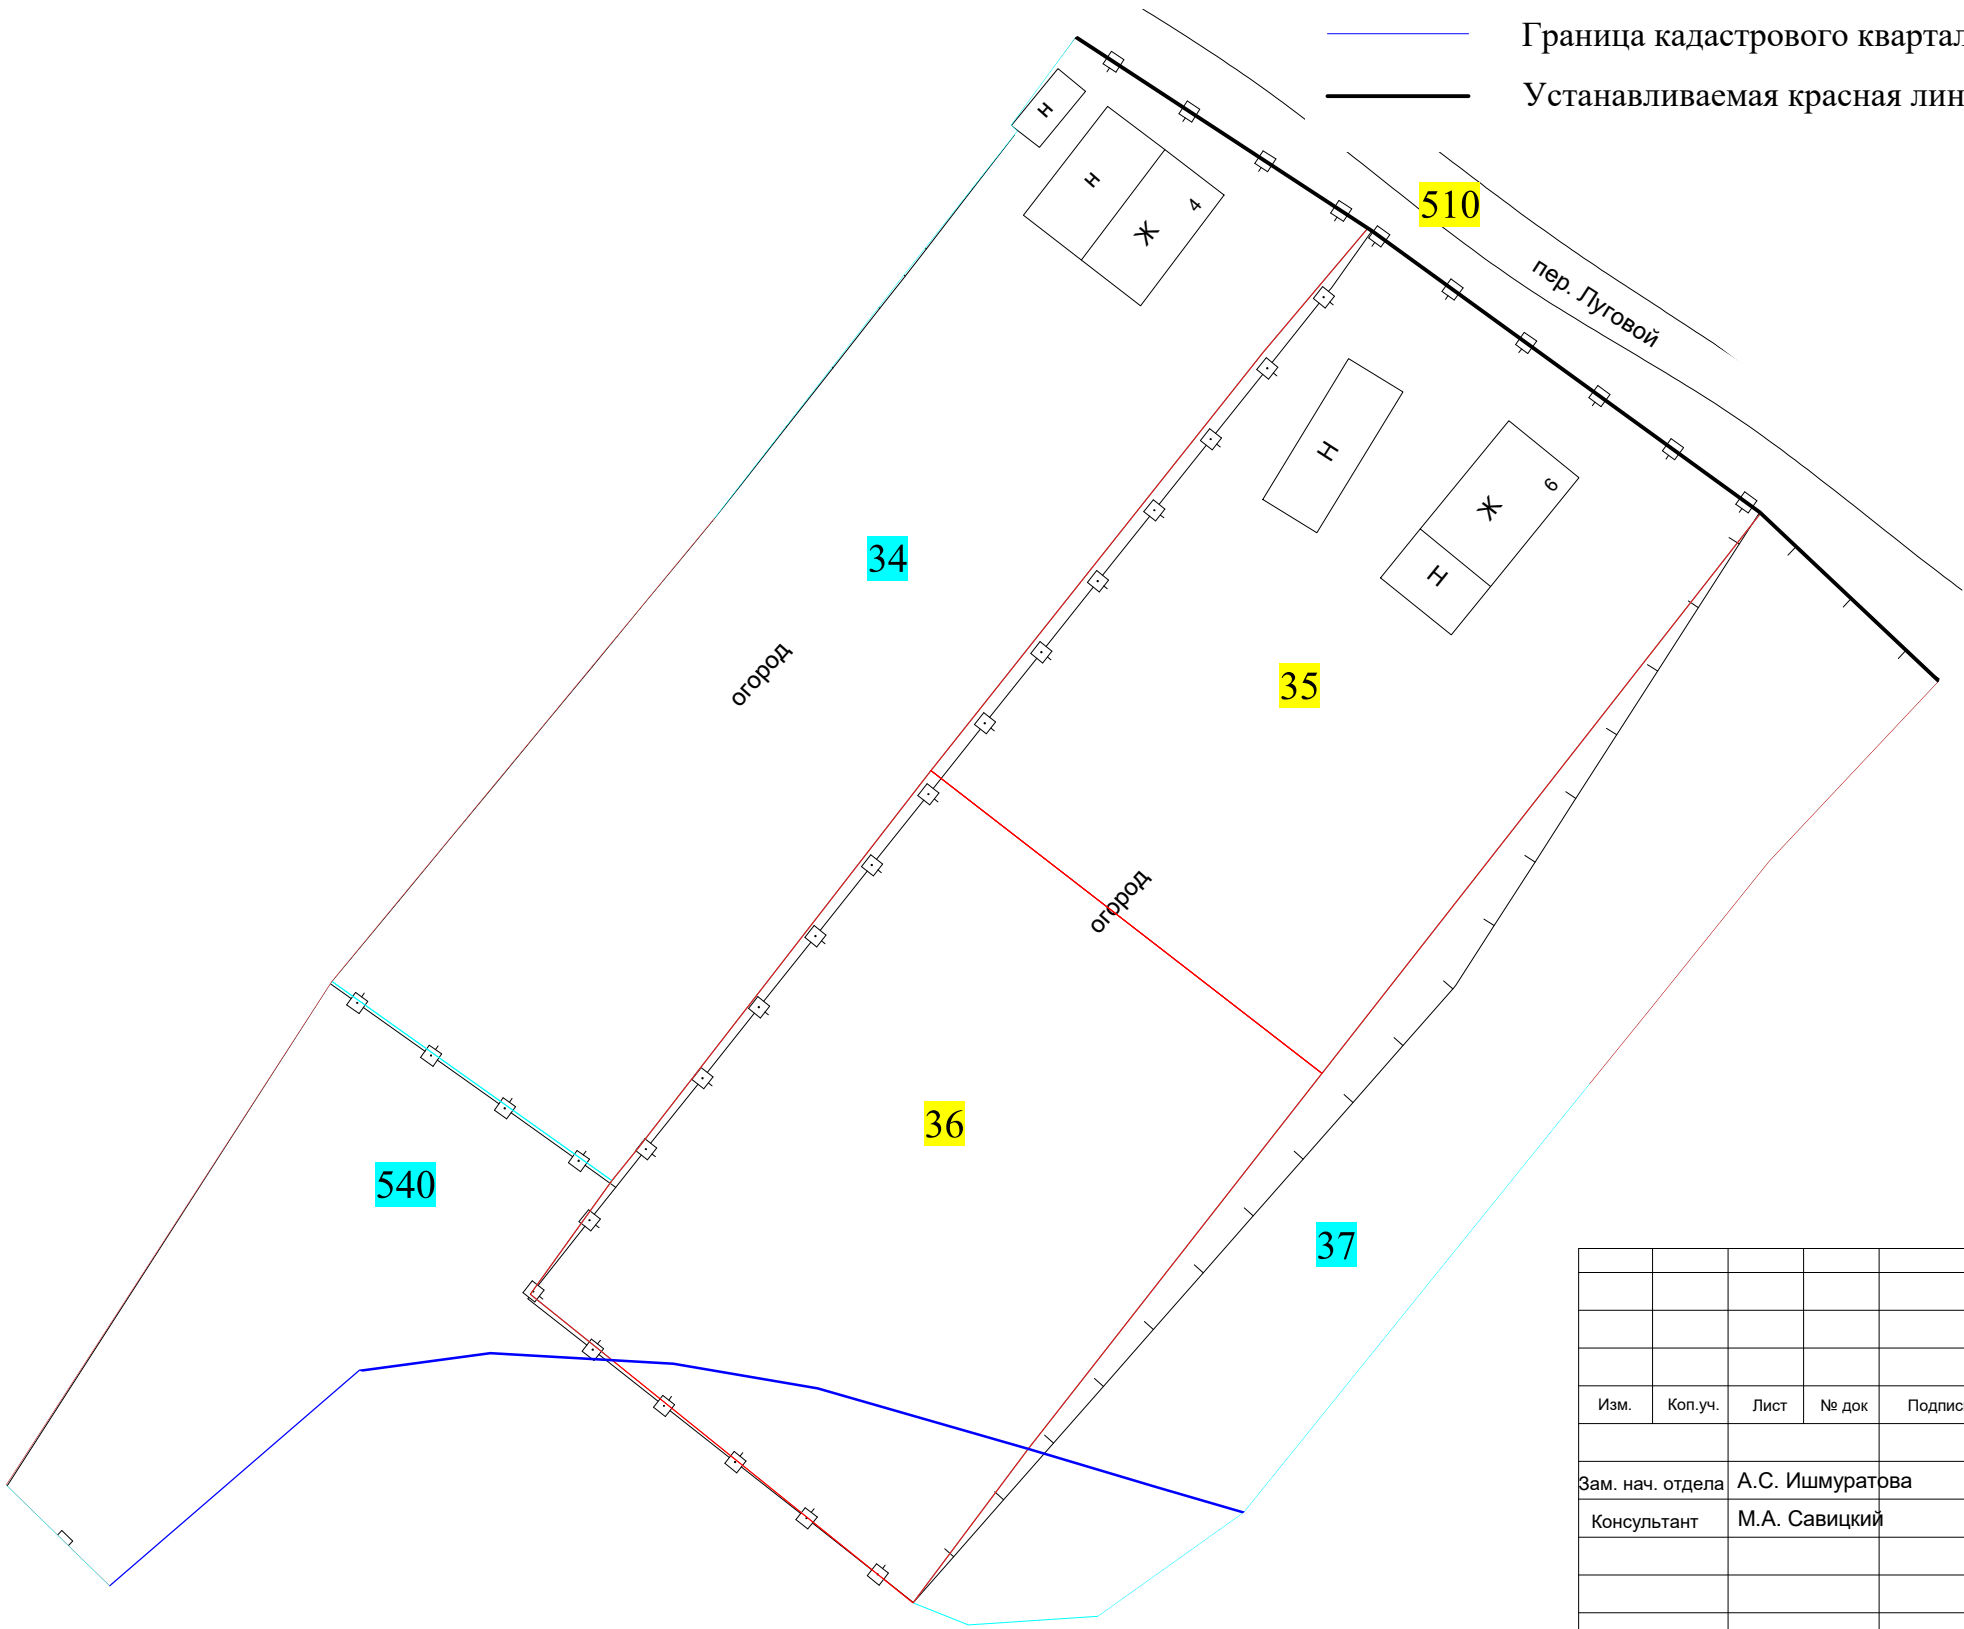 Граница кадастрового кварта
Устанавливаемая красная лин
510
пер. Луговой
н
н
Ж
4
Н
Ж
6
Н
34
огород
35
огород
36
540
37
Изм. Кол.уч. Лист № док Подпис
Зам. нач. отдела А.С. Ишмуратова
Консультант М.А. Савицкий